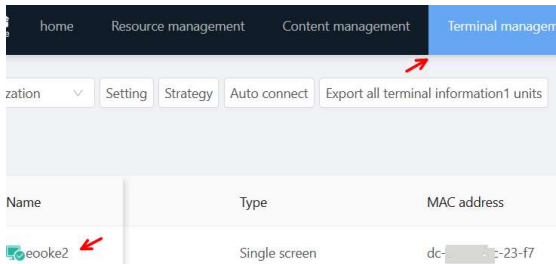 home Resource management Content management Terminal managem
zation Setting Strategy Auto connect Export all terminal information1 units
Name Type MAC address
eooke2 Single screen dc- -23-f7